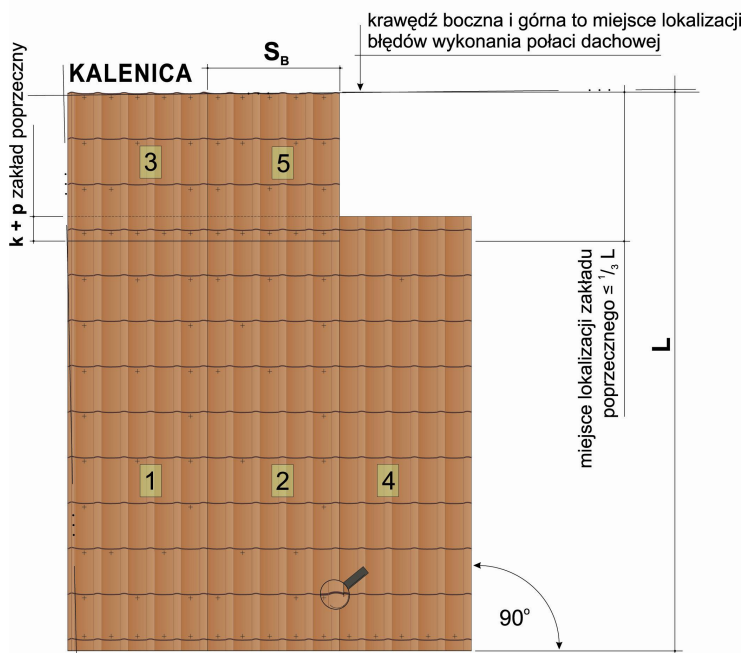 krawędź boczna i górna to miejsce lokalizacji
błędów wykonania połaci dachowej
S_B
KALENICA
k + p zakład poprzeczny
3
5
miejsce lokalizacji zakładu
poprzecznego ≤ ¹/₃ L
L
1
2
4
90°